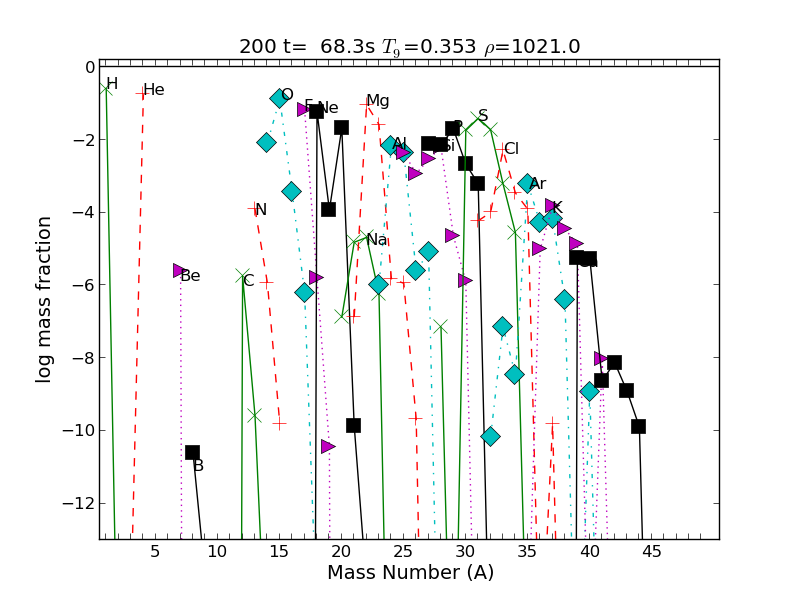 200 t=  68.3s T9=0.353 ρ=1021.0
log mass fraction
0
−2
−4
−6
−8
−10
−12
H
He
Be
B
C
N
O
F
Ne
Na
Mg
Al
Si
P
S
Cl
Ar
K
5 10 15 20 25 30 35 40 45
Mass Number (A)